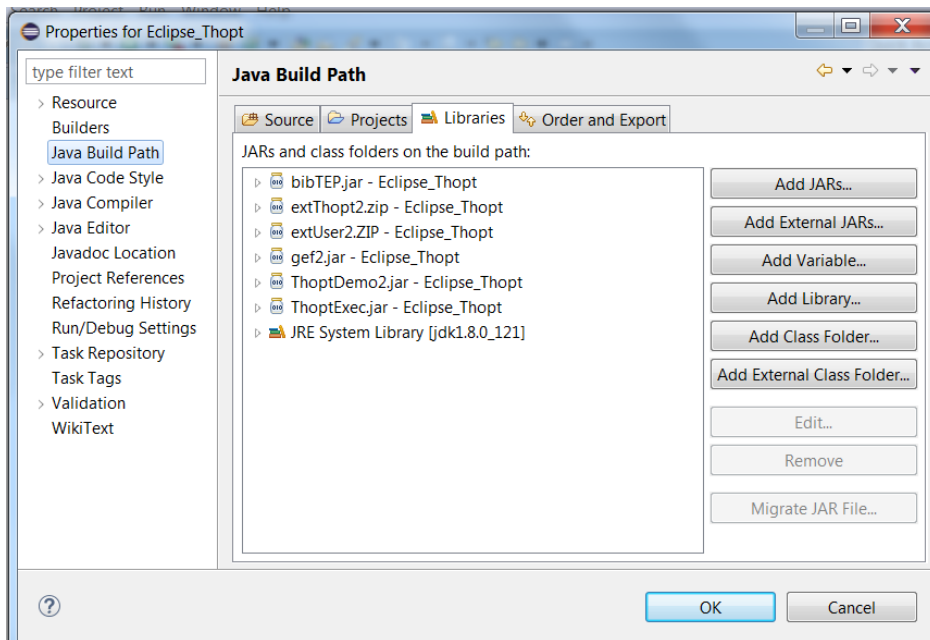 Search Project Run Window Help
Properties for Eclipse_Thopt
type filter text
Resource
Builders
Java Build Path
Java Code Style
Java Compiler
Java Editor
Javadoc Location
Project References
Refactoring History
Run/Debug Settings
Task Repository
Task Tags
Validation
WikiText
Java Build Path
Source Projects Libraries Order and Export
JARs and class folders on the build path:
bibTEP.jar - Eclipse_Thopt
extThopt2.zip - Eclipse_Thopt
extUser2.ZIP - Eclipse_Thopt
gef2.jar - Eclipse_Thopt
ThoptDemo2.jar - Eclipse_Thopt
ThoptExec.jar - Eclipse_Thopt
JRE System Library [jdk1.8.0_121]
Add JARs...
Add External JARs...
Add Variable...
Add Library...
Add Class Folder...
Add External Class Folder...
Edit...
Remove
Migrate JAR File...
OK Cancel